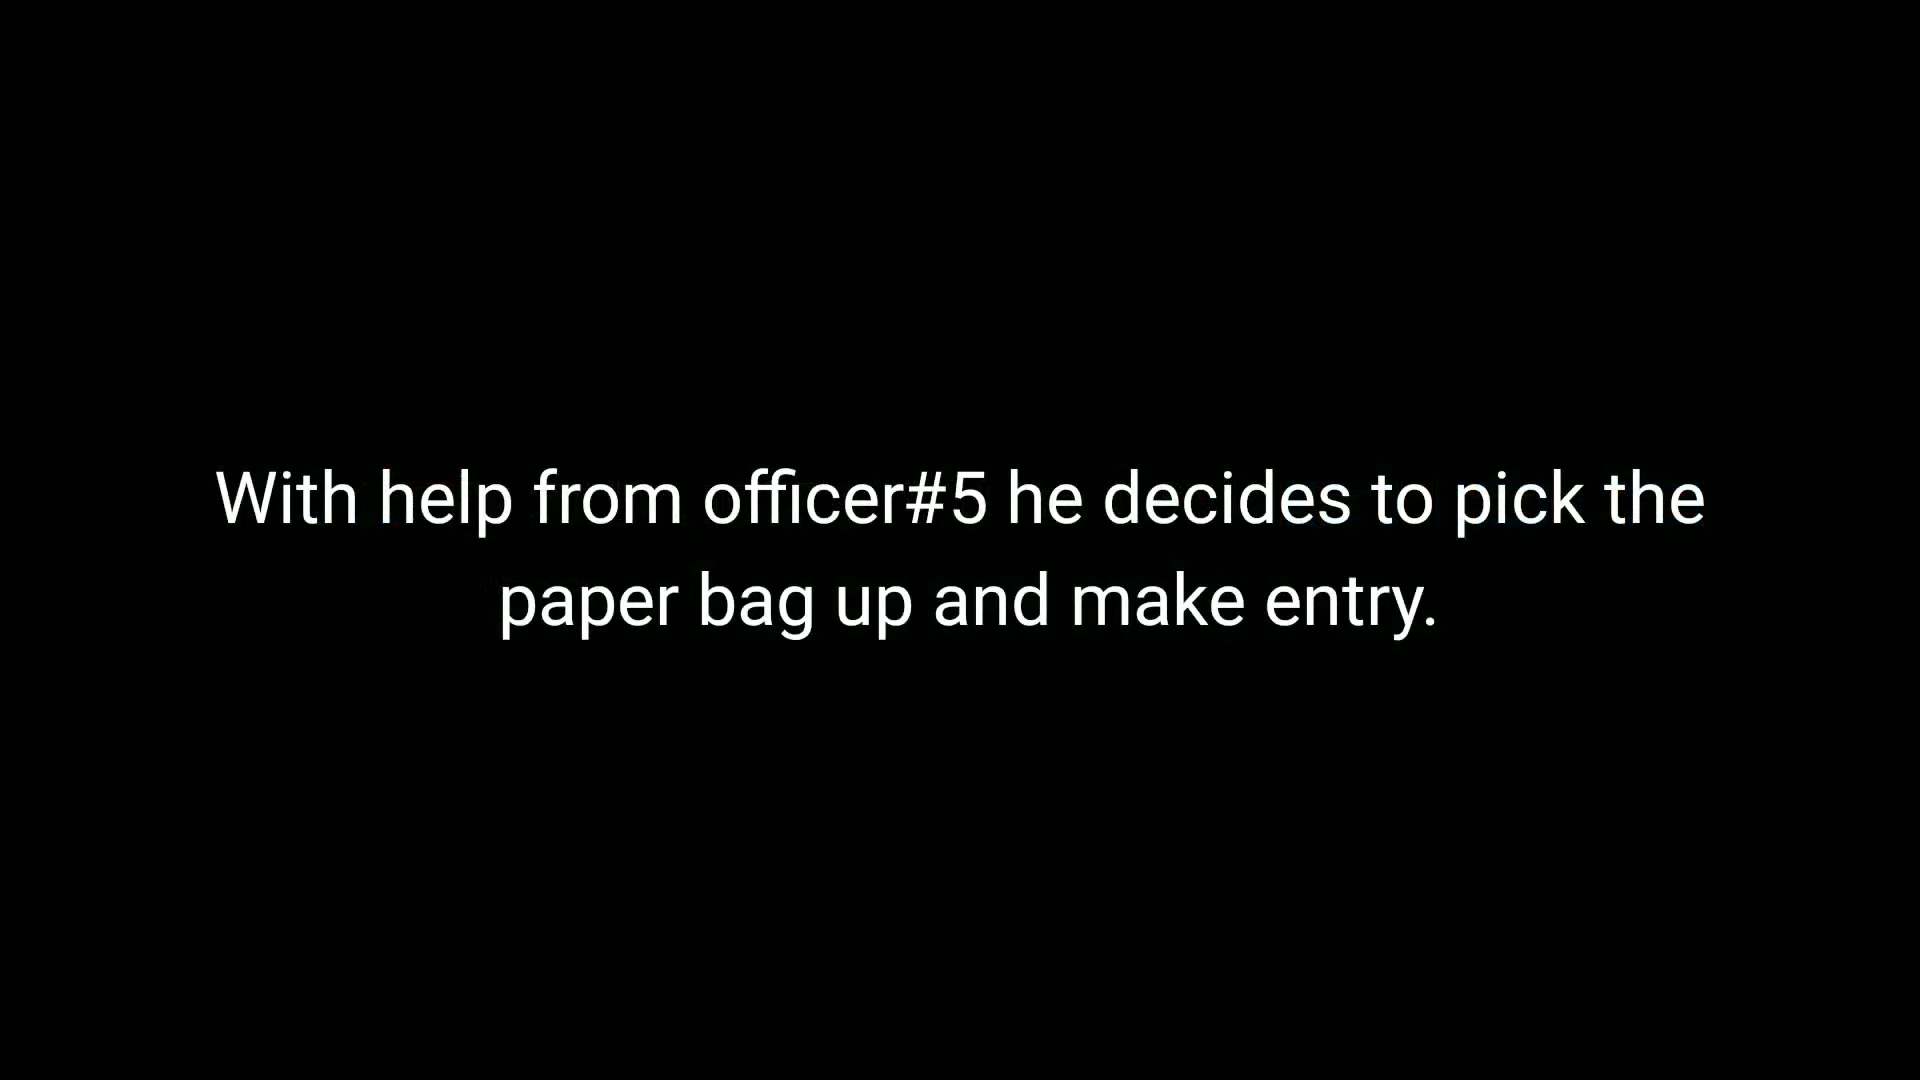 With help from officer#5 he decides to pick the
paper bag up and make entry.